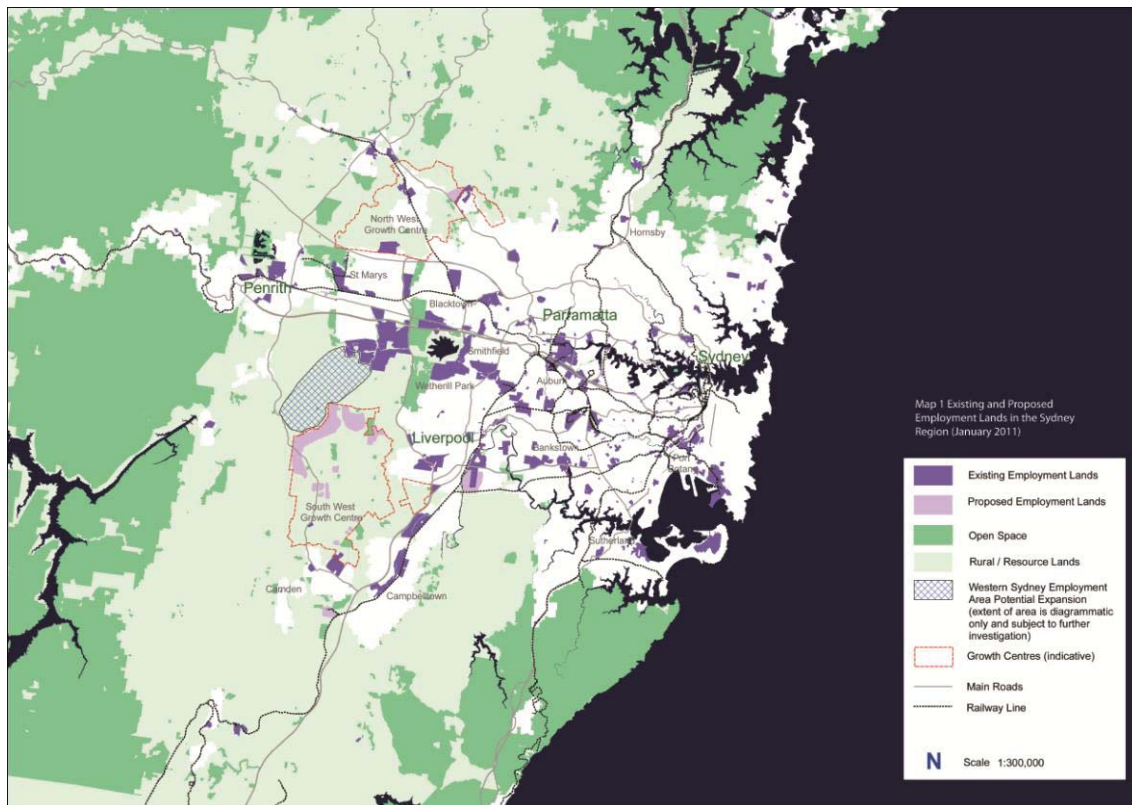 Hornsby
North West
Growth Centre
St Marys
Penrith
Blacktown
Parramatta
Smithfield
Sydney
Wetherill Park
Auburn
Liverpool
Bankstown
Port
Botany
South West
Growth Centre
Sutherland
Camden
Campbelltown
Map 1 Existing and Proposed
Employment Lands in the Sydney
Region (January 2011)
Existing Employment Lands
Proposed Employment Lands
Open Space
Rural / Resource Lands
Western Sydney Employment
Area Potential Expansion
(extent of area is diagrammatic
only and subject to further
investigation)
Growth Centres (indicative)
Main Roads
Railway Line
N Scale 1:300,000